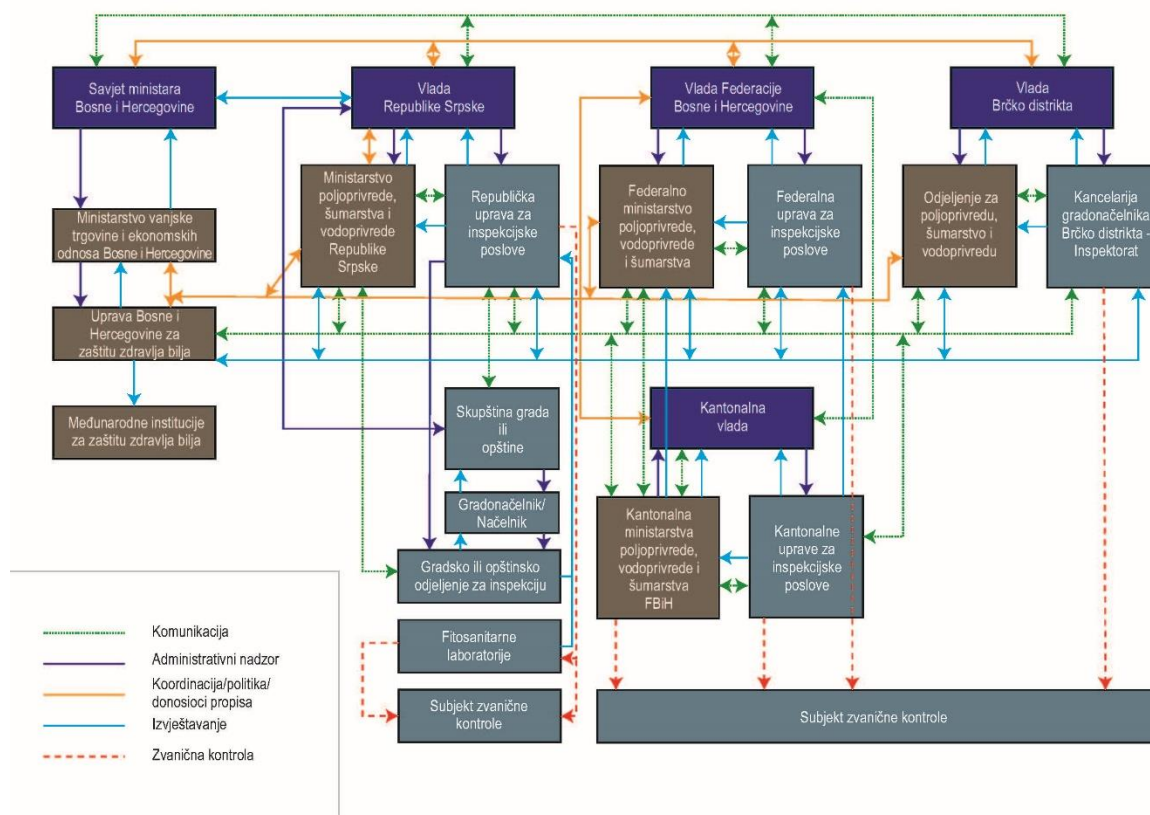 Savjet ministara
Bosne i Hercegovine
Vlada
Republike Srpske
Vlada Federacije
Bosne i Hercegovine
Vlada
Brčko distrikta
Ministarstvo
poljoprivrede,
šumarstva i
vodoprivrede
Republike
Srpske
Republička
uprava za
inspekcijske
poslove
Federalno
ministarstvo
poljoprivrede,
vodoprivrede
i šumarstva
Federalna
uprava za
inspekcijske
poslove
Odjeljenje za
poljoprivredu,
šumarstvo i
vodoprivredu
Kancelarija
gradonačelnika
Brčko distrikta -
Inspektorat
Ministarstvo vanjske
trgovine i ekonomskih
odnosa Bosne i Hercegovine
Uprava Bosne i
Hercegovine za
zaštitu zdravlja bilja
Međunarodne institucije
za zaštitu zdravlja bilja
Skupština grada
ili
opštine
Kantonalna
vlada
Gradonačelnik/
Načelnik
Gradsko ili opštinsko
odjeljenje za inspekciju
Kantonalna
ministarstva
poljoprivrede,
vodoprivrede i
šumarstva
FBiH
Kantonalne
uprave za
inspekcijske
poslove
Fitosanitarne
laboratorije
Subjekt zvanične
kontrole
Subjekt zvanične kontrole
Komunikacija
Administrativni nadzor
Koordinacija/politika/
donosioci propisa
Izvještavanje
Zvanična kontrola